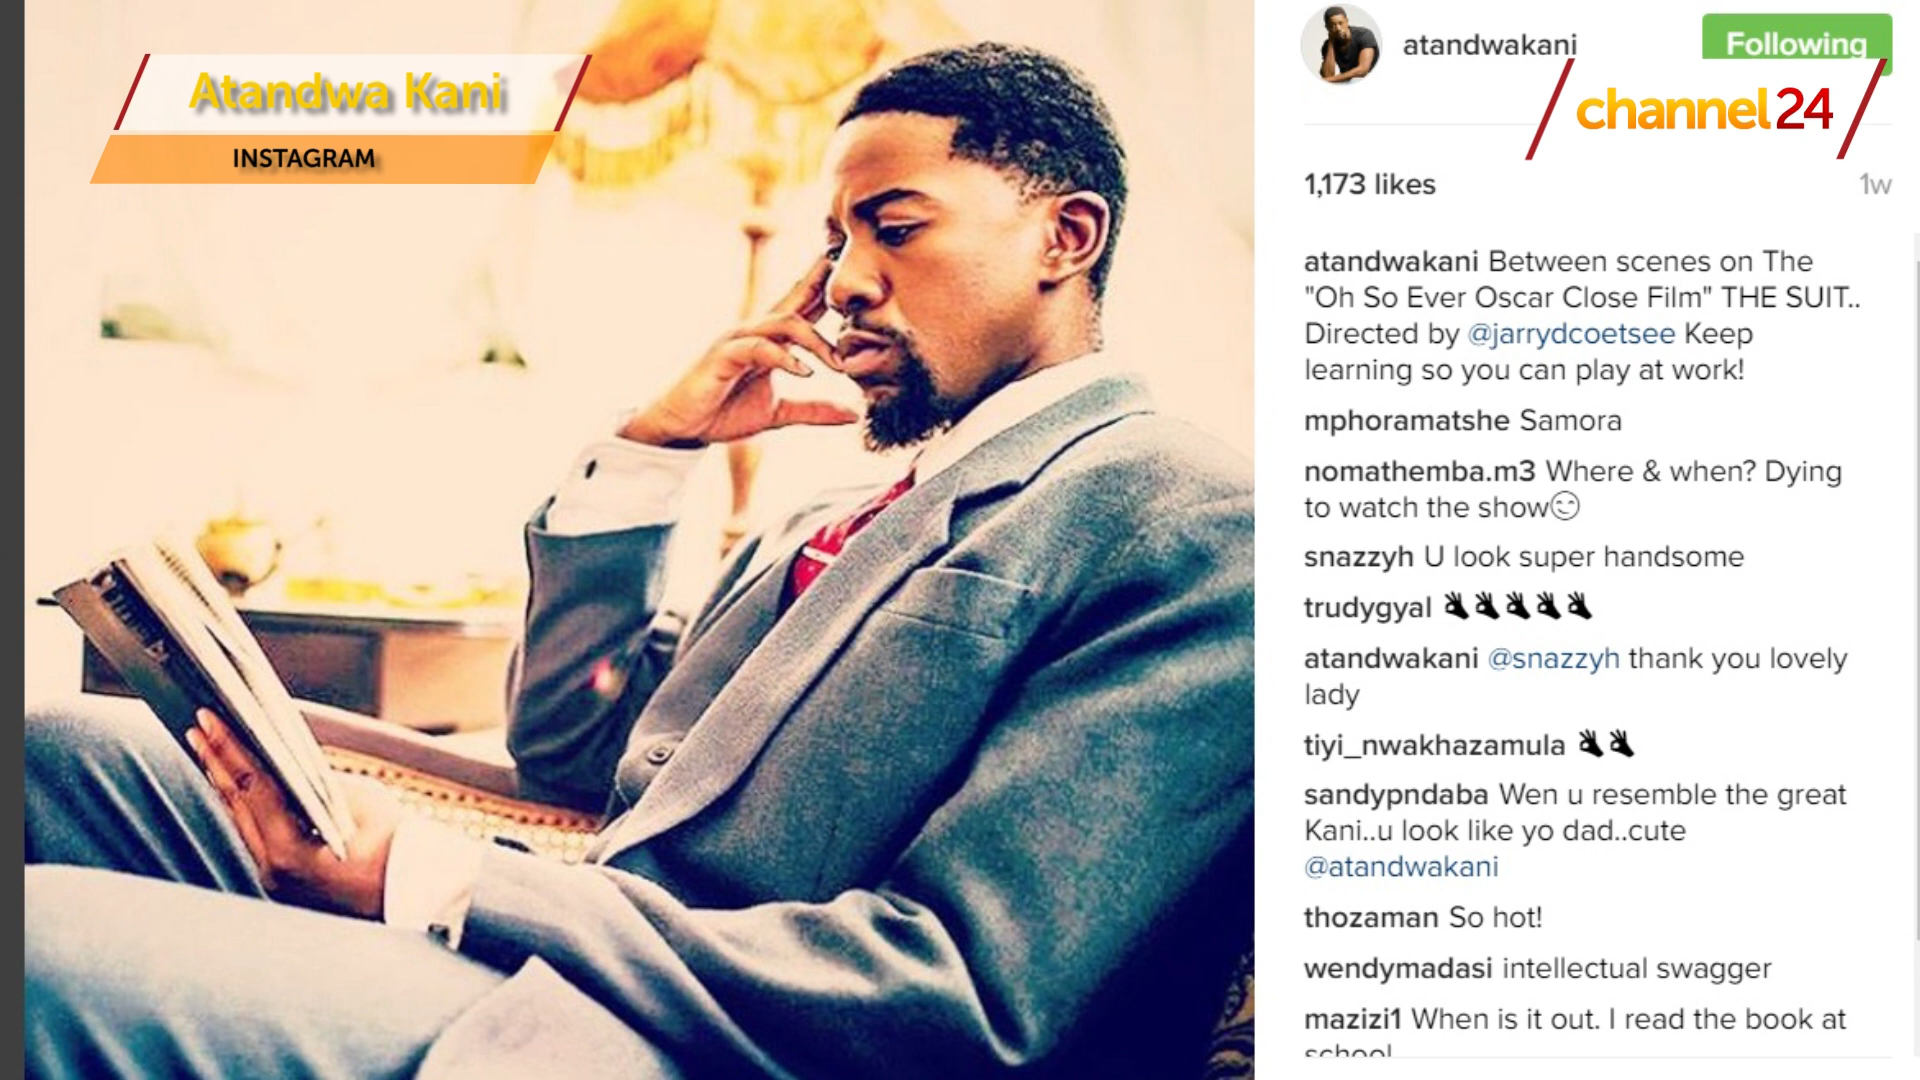 Atandwa Kani
INSTAGRAM
atandwakani
Following
channel24
1,173 likes
1w
atandwakani Between scenes on The
"Oh So Ever Oscar Close Film" THE SUIT..
Directed by @jarrydcoetsee Keep
learning so you can play at work!
mphoramatshe Samora
nomathemba.m3 Where & when? Dying
to watch the show😊
snazzyh U look super handsome
trudygyal 👌👌👌👌👌
atandwakani @snazzyh thank you lovely
lady
tiyi_nwakhazamula 👌👌
sandypndaba Wen u resemble the great
Kani..u look like yo dad..cute
@atandwakani
thozaman So hot!
wendymadasi intellectual swagger
mazizi1 When is it out. I read the book at
school